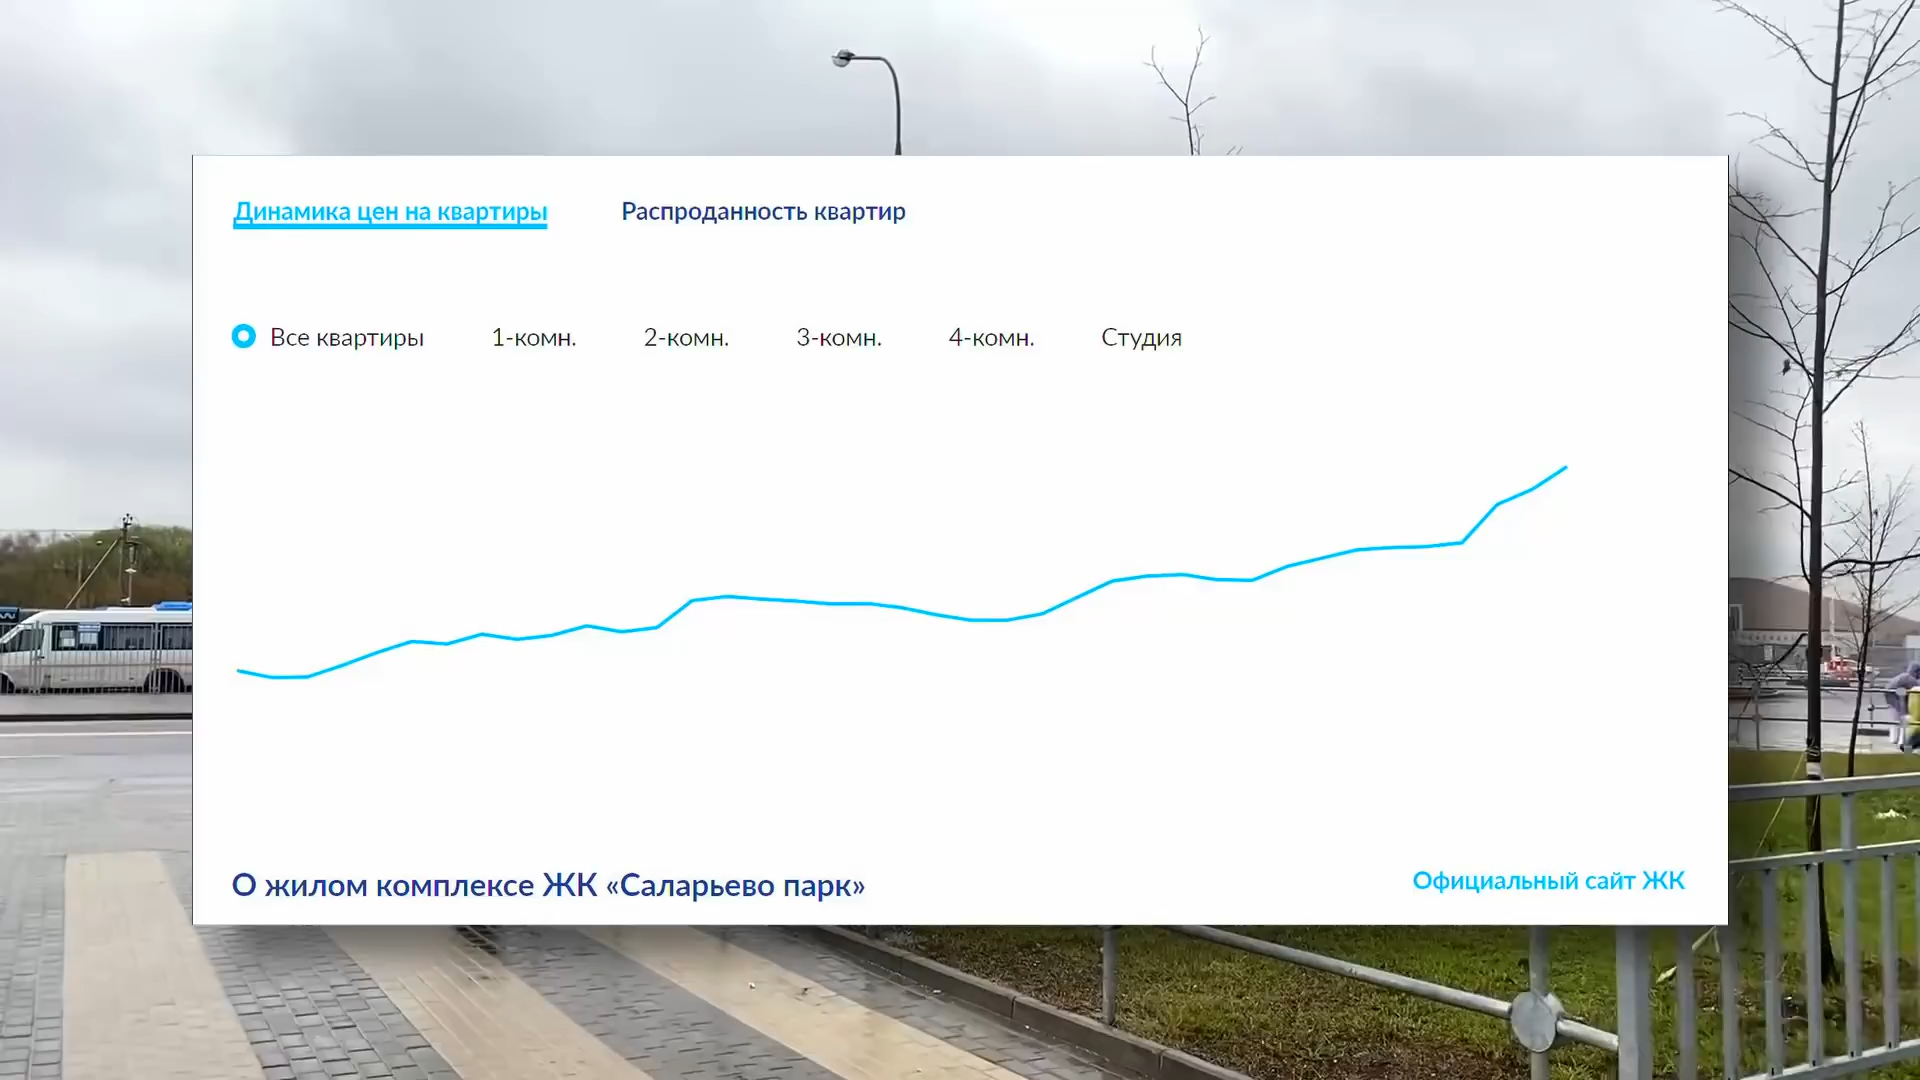 Динамика цен на квартиры
Распроданность квартир
Все квартиры
1-комн.
2-комн.
3-комн.
4-комн.
Студия
О жилом комплексе ЖК «Саларьево парк»
Официальный сайт ЖК